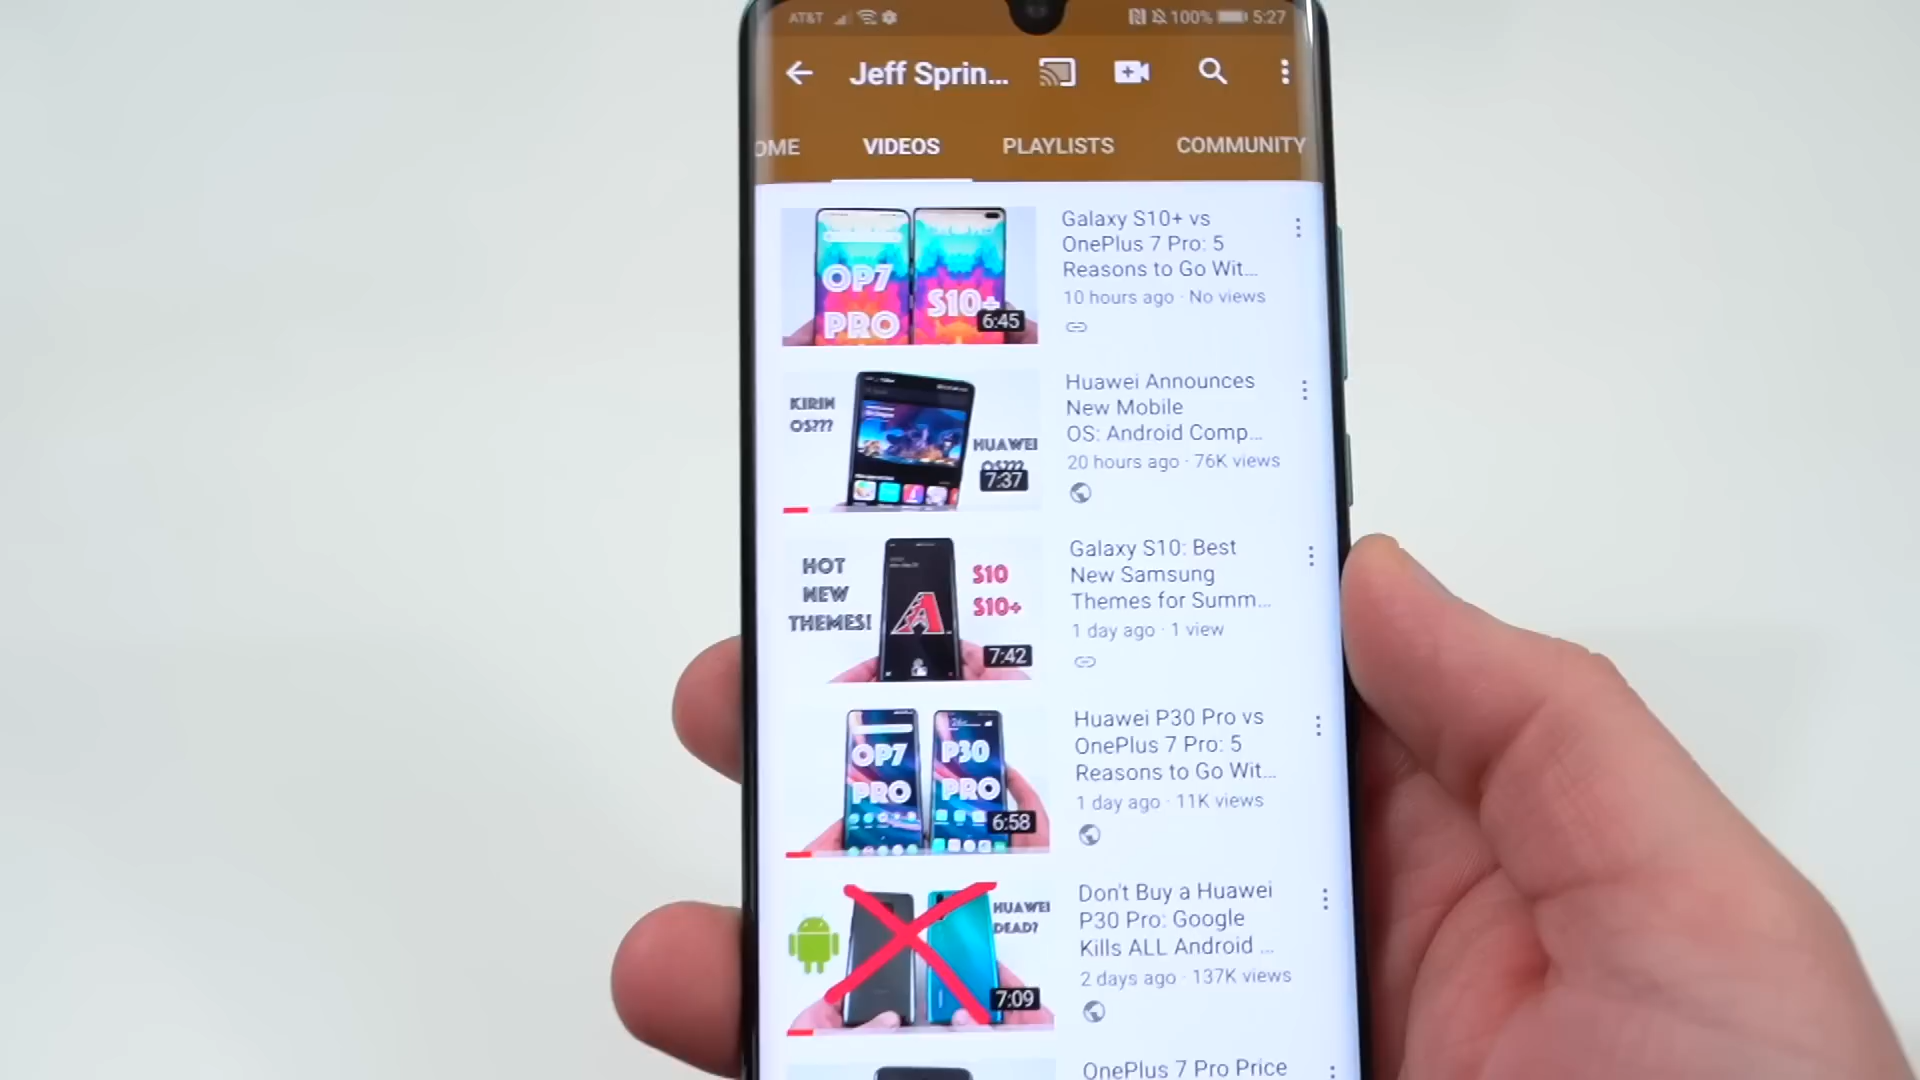 AT&T 100% 5:27
Jeff Sprin...
OME VIDEOS PLAYLISTS COMMUNITY
OP7
PRO
S10+
6:45
Galaxy S10+ vs
OnePlus 7 Pro: 5
Reasons to Go Wit...
10 hours ago · No views
KIRIN
OS???
HUAWEI
OS???
7:37
Huawei Announces
New Mobile
OS: Android Comp...
20 hours ago · 76K views
HOT
NEW
THEMES!
S10
S10+
7:42
Galaxy S10: Best
New Samsung
Themes for Summ...
1 day ago · 1 view
OP7
PRO
P30
PRO
6:58
Huawei P30 Pro vs
OnePlus 7 Pro: 5
Reasons to Go Wit...
1 day ago · 11K views
HUAWEI
DEAD?
7:09
Don't Buy a Huawei
P30 Pro: Google
Kills ALL Android ...
2 days ago · 137K views
OnePlus 7 Pro Price